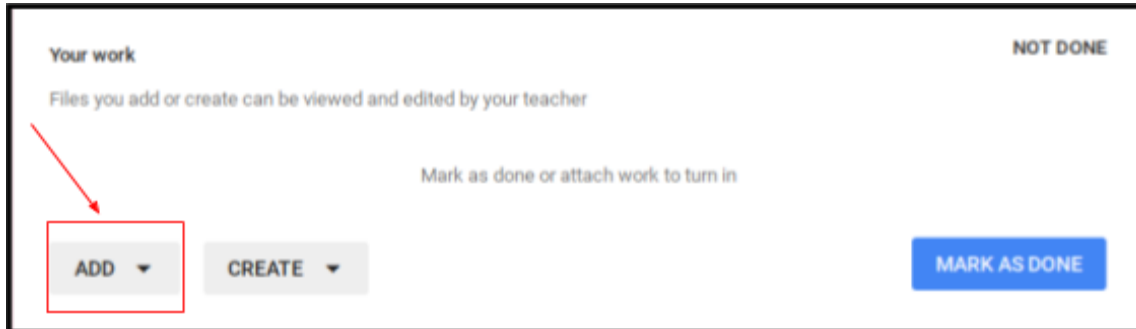 Your work
NOT DONE
Files you add or create can be viewed and edited by your teacher
Mark as done or attach work to turn in
ADD
CREATE
MARK AS DONE